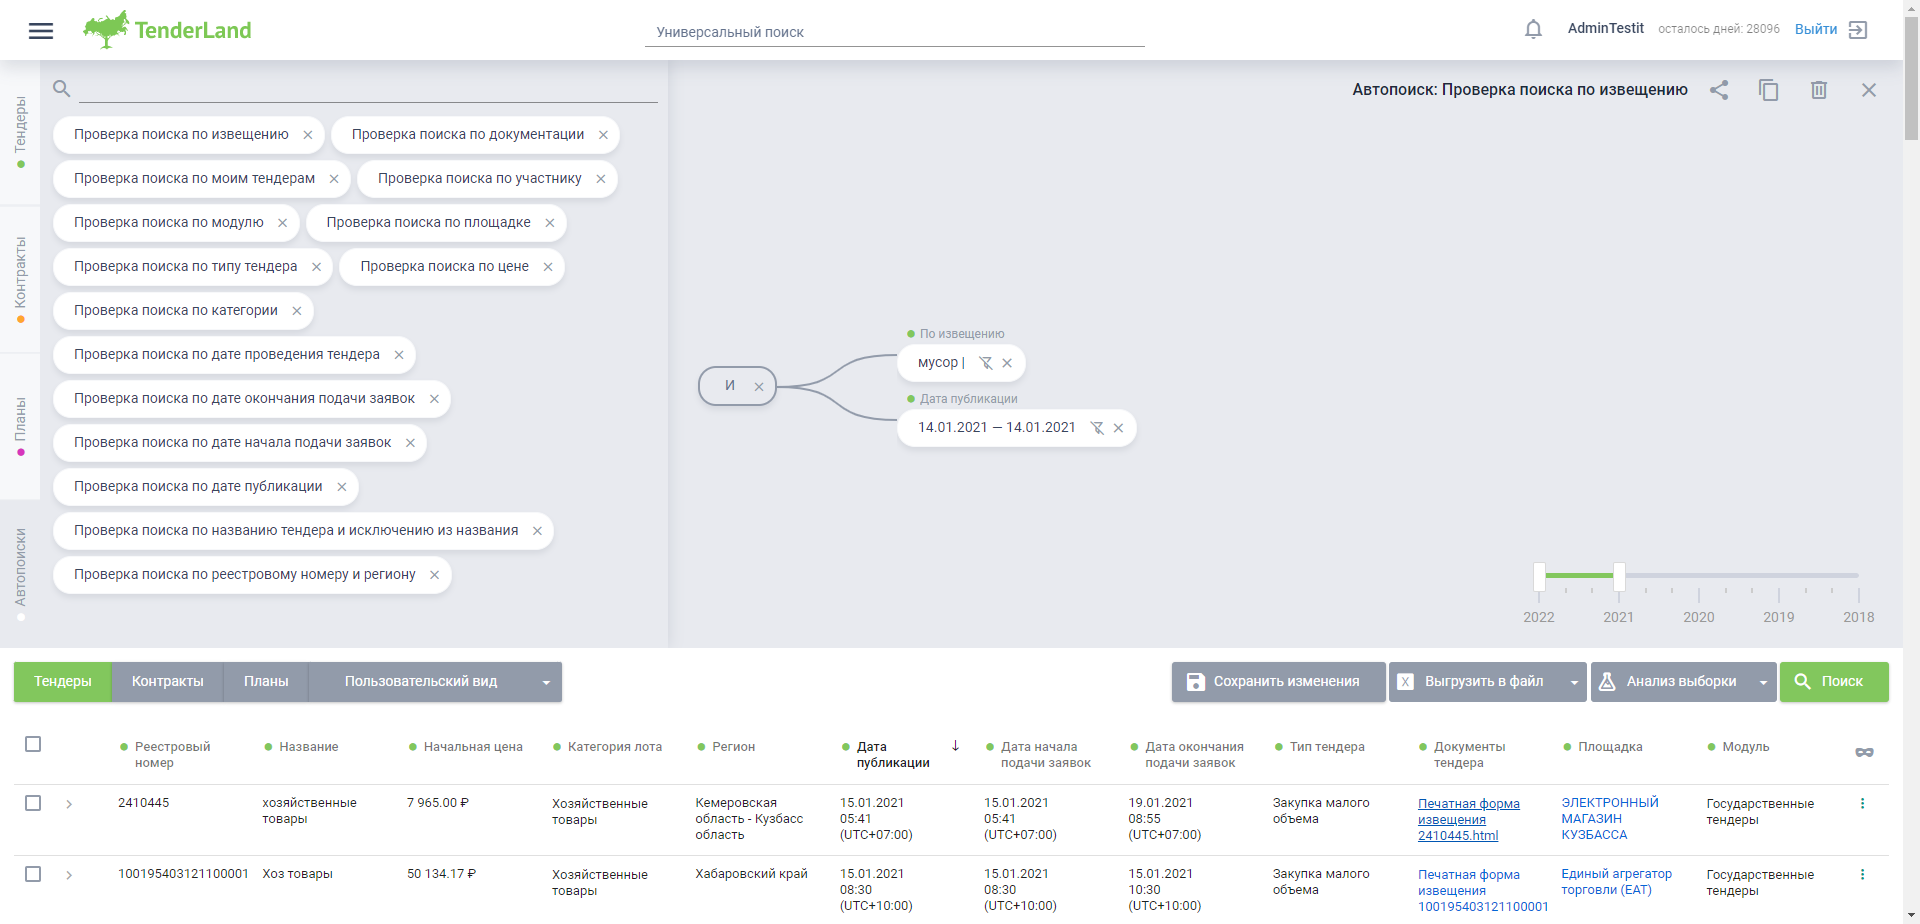 TenderLand
Универсальный поиск
AdminTestit
осталось дней: 28096
Выйти
Тендеры
Контракты
Планы
Автопоиски
Проверка поиска по извещению
Проверка поиска по документации
Проверка поиска по моим тендерам
Проверка поиска по участнику
Проверка поиска по модулю
Проверка поиска по площадке
Проверка поиска по типу тендера
Проверка поиска по цене
Проверка поиска по категории
Проверка поиска по дате проведения тендера
Проверка поиска по дате окончания подачи заявок
Проверка поиска по дате начала подачи заявок
Проверка поиска по дате публикации
Проверка поиска по названию тендера и исключению из названия
Проверка поиска по реестровому номеру и региону
Автопоиск: Проверка поиска по извещению
И
По извещению
мусор |
Дата публикации
14.01.2021 — 14.01.2021
2022 2021 2020 2019 2018
Тендеры
Контракты
Планы
Пользовательский вид
Сохранить изменения
X Выгрузить в файл
Анализ выборки
Поиск
Реестровый
номер
Название
Начальная цена
Категория лота
Регион
Дата
публикации
↓
Дата начала
подачи заявок
Дата окончания
подачи заявок
Тип тендера
Документы
тендера
Площадка
Модуль
2410445
хозяйственные
товары
7 965.00 ₽
Хозяйственные
товары
Кемеровская
область - Кузбасс
область
15.01.2021
05:41
(UTC+07:00)
15.01.2021
05:41
(UTC+07:00)
19.01.2021
08:55
(UTC+07:00)
Закупка малого
объема
Печатная форма
извещения
2410445.html
ЭЛЕКТРОННЫЙ
МАГАЗИН
КУЗБАССА
Государственные
тендеры
100195403121100001
Хоз товары
50 134.17 ₽
Хозяйственные
товары
Хабаровский край
15.01.2021
08:30
(UTC+10:00)
15.01.2021
08:30
(UTC+10:00)
15.01.2021
10:30
(UTC+10:00)
Закупка малого
объема
Печатная форма
извещения
100195403121100001
Единый агрегатор
торговли (ЕАТ)
Государственные
тендеры